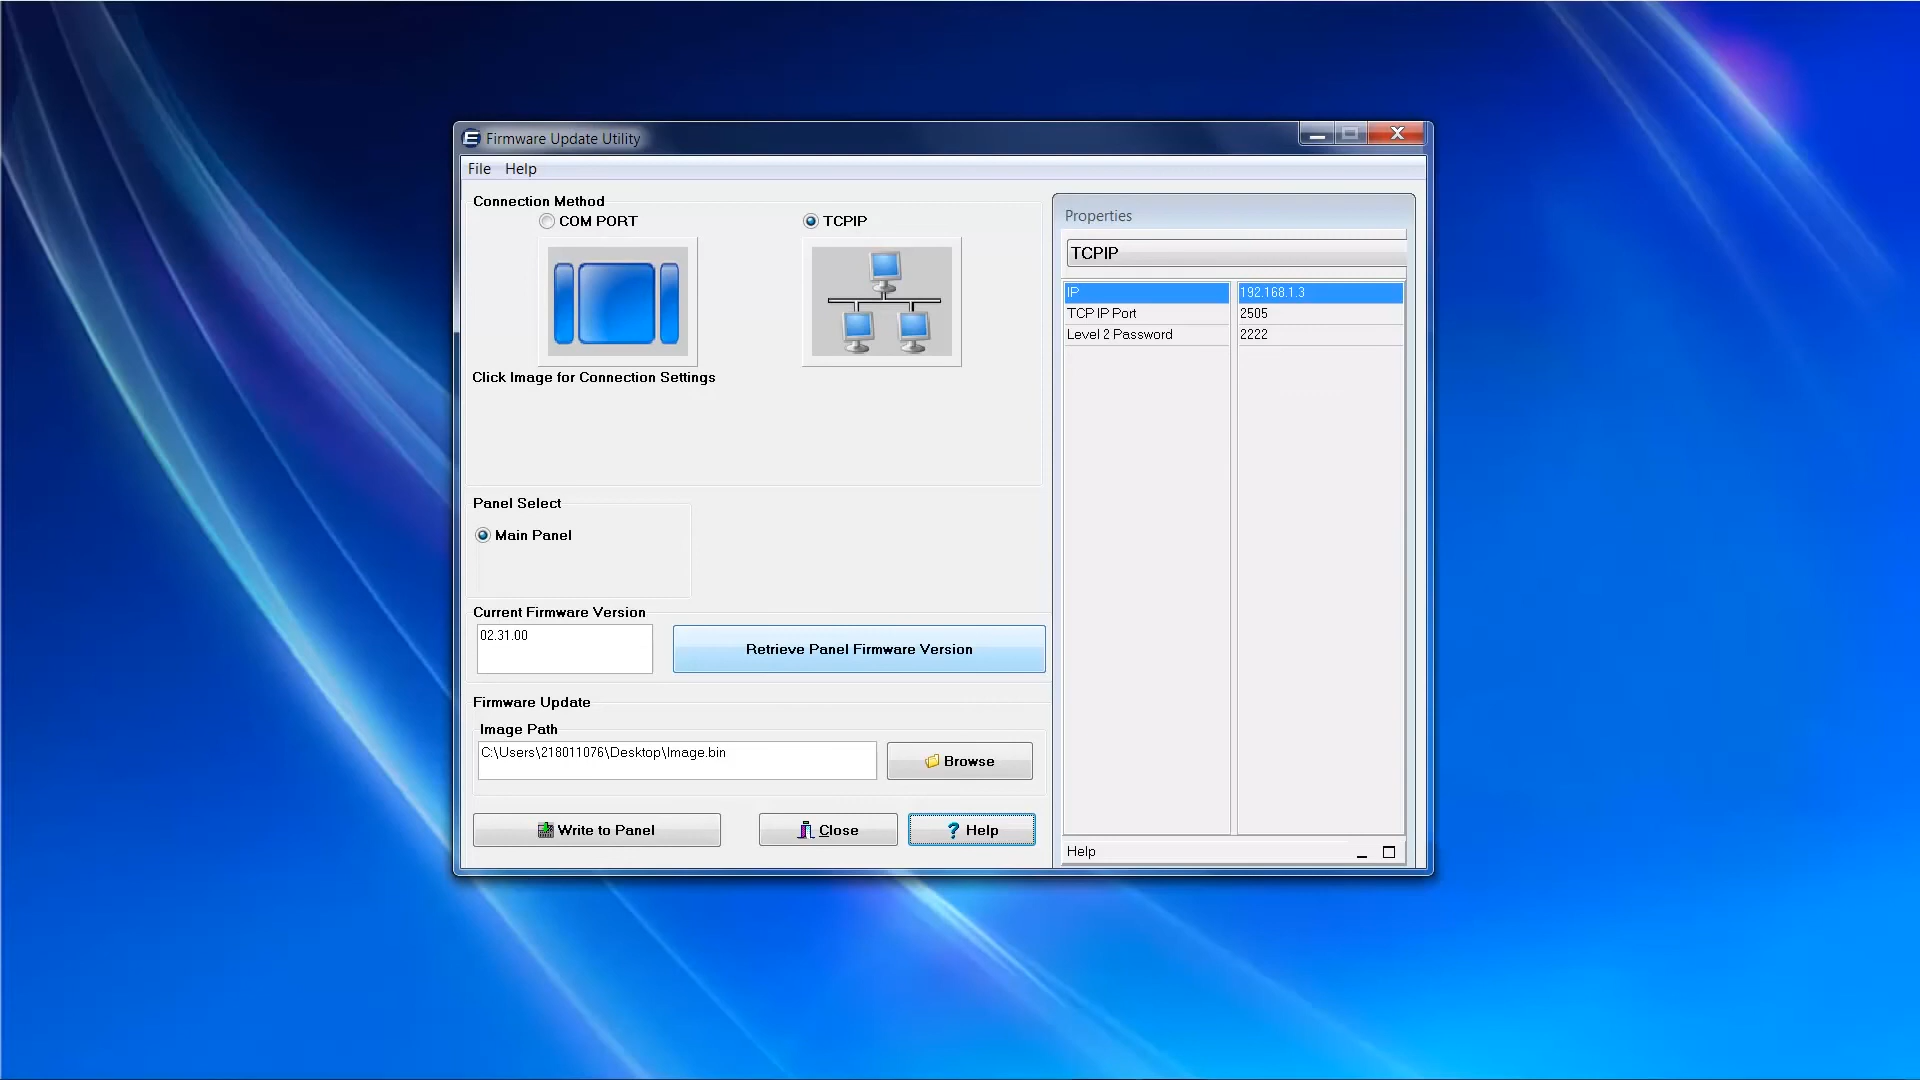 Firmware Update Utility
File Help
Connection Method
COM PORT
TCPIP
Click Image for Connection Settings
Panel Select
Main Panel
Current Firmware Version
02.31.00
Retrieve Panel Firmware Version
Firmware Update
Image Path
C:\Users\218011076\Desktop\Image.bin
Browse
Write to Panel
Close
? Help
Properties
TCPIP
IP 192.168.1.3
TCP IP Port 2505
Level 2 Password 2222
Help